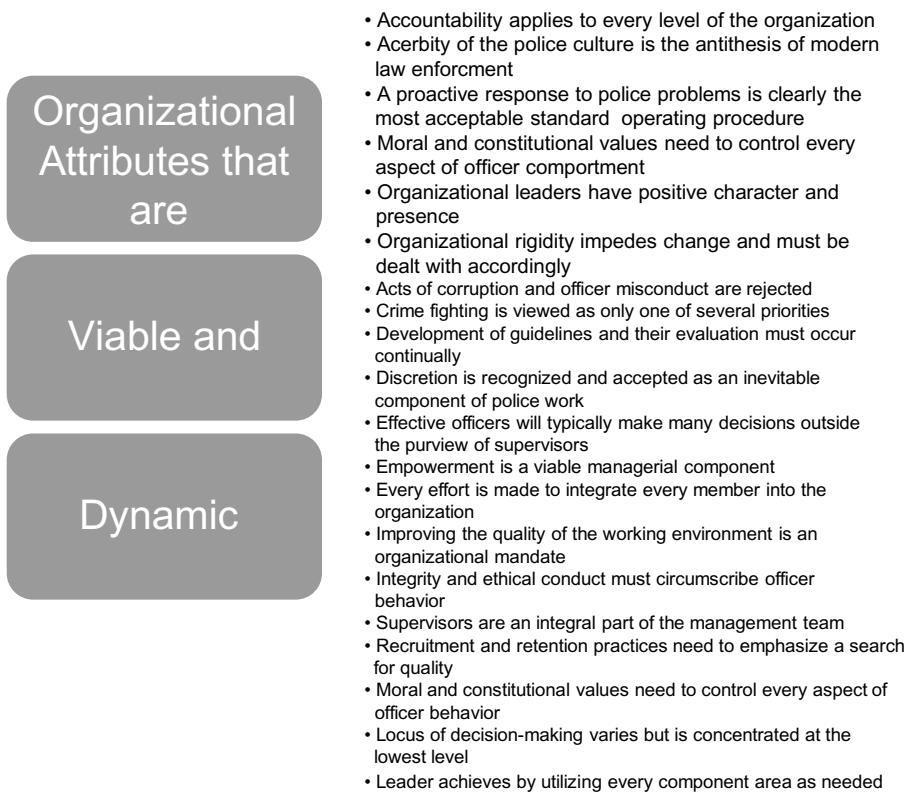 Organizational
Attributes that
are
Viable and
Dynamic
• Accountability applies to every level of the organization
• Acerbity of the police culture is the antithesis of modern
law enforcment
• A proactive response to police problems is clearly the
most acceptable standard operating procedure
• Moral and constitutional values need to control every
aspect of officer comportment
• Organizational leaders have positive character and
presence
• Organizational rigidity impedes change and must be
dealt with accordingly
• Acts of corruption and officer misconduct are rejected
• Crime fighting is viewed as only one of several priorities
• Development of guidelines and their evaluation must occur
continually
• Discretion is recognized and accepted as an inevitable
component of police work
• Effective officers will typically make many decisions outside
the purview of supervisors
• Empowerment is a viable managerial component
• Every effort is made to integrate every member into the
organization
• Improving the quality of the working environment is an
organizational mandate
• Integrity and ethical conduct must circumscribe officer
behavior
• Supervisors are an integral part of the management team
• Recruitment and retention practices need to emphasize a search
for quality
• Moral and constitutional values need to control every aspect of
officer behavior
• Locus of decision-making varies but is concentrated at the
lowest level
• Leader achieves by utilizing every component area as needed